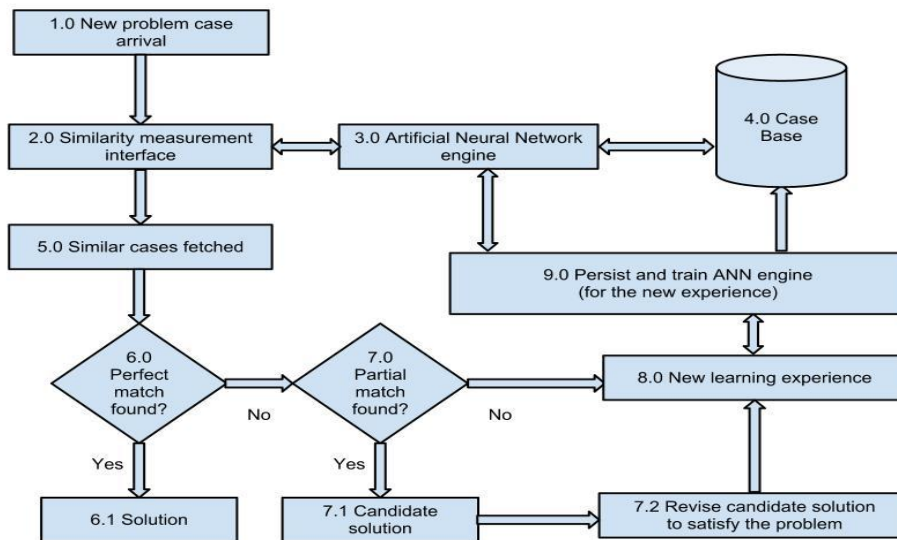 1.0 New problem case
arrival
2.0 Similarity measurement
interface
3.0 Artificial Neural Network
engine
4.0 Case
Base
5.0 Similar cases fetched
9.0 Persist and train ANN engine
(for the new experience)
6.0
Perfect
match
found?
No
7.0
Partial
match
found?
No
8.0 New learning experience
Yes
Yes
6.1 Solution
7.1 Candidate
solution
7.2 Revise candidate solution
to satisfy the problem